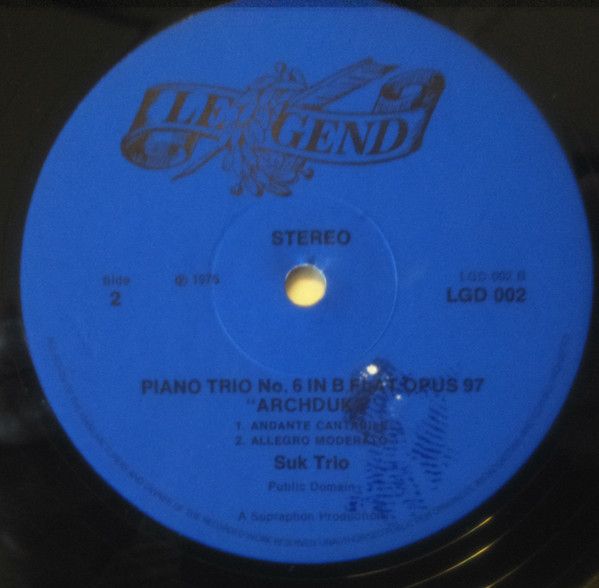 LEGEND
STEREO
Side
2
℗ 1976
LGD 002 B
LGD 002
PIANO TRIO No. 6 IN B FLAT OPUS 97
"ARCHDUKE"
1. ANDANTE CANTABILE
2. ALLEGRO MODERATO
Suk Trio
Public Domain
A Supraphon Production